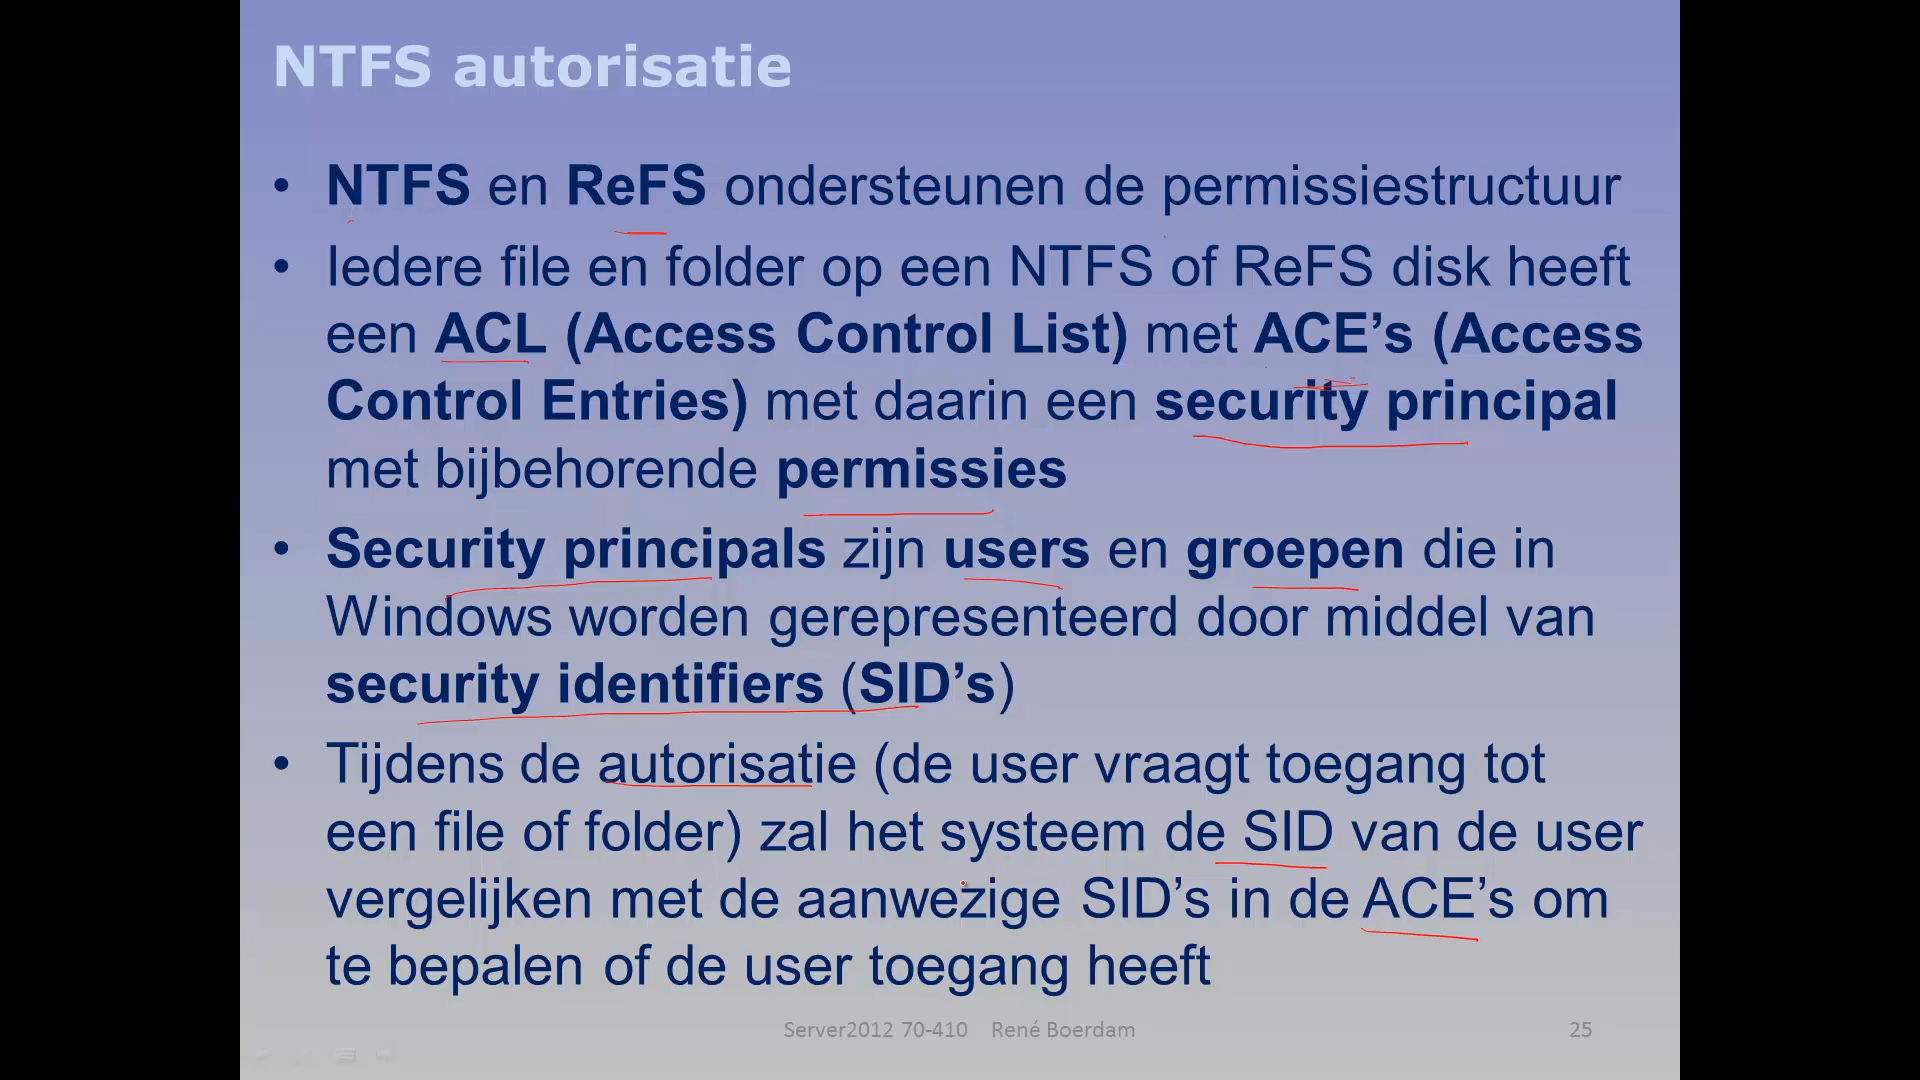 NTFS autorisatie
• NTFS en ReFS ondersteunen de permissiestructuur
• Iedere file en folder op een NTFS of ReFS disk heeft
een ACL (Access Control List) met ACE’s (Access
Control Entries) met daarin een security principal
met bijbehorende permissies
• Security principals zijn users en groepen die in
Windows worden gerepresenteerd door middel van
security identifiers (SID’s)
• Tijdens de autorisatie (de user vraagt toegang tot
een file of folder) zal het systeem de SID van de user
vergelijken met de aanwezige SID’s in de ACE’s om
te bepalen of de user toegang heeft
Server2012 70-410 René Boerdam 25